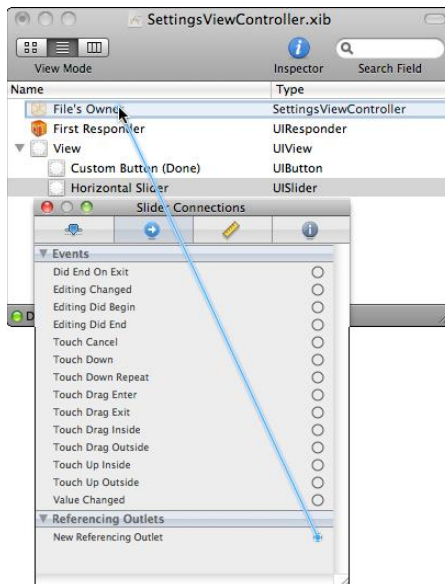 SettingsViewController.xib
View Mode Inspector Search Field
Name Type
File's Owner SettingsViewController
First Responder UIResponder
View UIView
Custom Button (Done) UIButton
Horizontal Slider UISlider
Slider Connections
Events
Did End On Exit
Editing Changed
Editing Did Begin
Editing Did End
Touch Cancel
Touch Down
Touch Down Repeat
Touch Drag Enter
Touch Drag Exit
Touch Drag Inside
Touch Drag Outside
Touch Up Inside
Touch Up Outside
Value Changed
Referencing Outlets
New Referencing Outlet